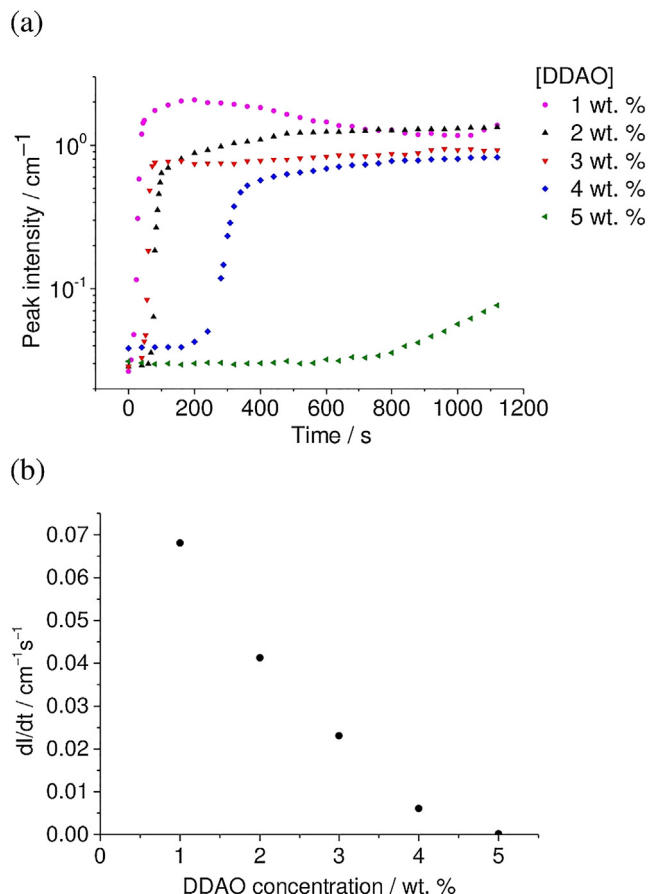 (a)
[DDAO]
1 wt. %
2 wt. %
3 wt. %
4 wt. %
5 wt. %
Peak intensity / cm⁻¹
10⁰
10⁻¹
0 200 400 600 800 1000 1200
Time / s
(b)
dI/dt / cm⁻¹s⁻¹
0.07
0.06
0.05
0.04
0.03
0.02
0.01
0.00
0 1 2 3 4 5
DDAO concentration / wt. %